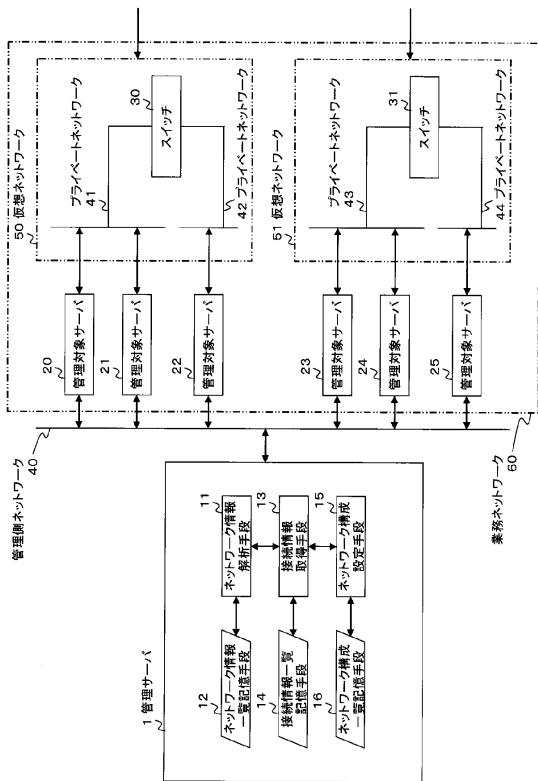 1 管理サーバ
12
ネットワーク情報
一覧記憶手段
11
ネットワーク情報
解析手段
14
接続情報一覧
記憶手段
13
接続情報
取得手段
16
ネットワーク構成
一覧記憶手段
15
ネットワーク構成
設定手段
管理側ネットワーク
40
業務ネットワーク
60
20
管理対象サーバ
21
管理対象サーバ
22
管理対象サーバ
23
管理対象サーバ
24
管理対象サーバ
25
管理対象サーバ
50 仮想ネットワーク
プライベートネットワーク
41
30
スイッチ
42 プライベートネットワーク
51 仮想ネットワーク
プライベートネットワーク
43
31
スイッチ
44 プライベートネットワーク